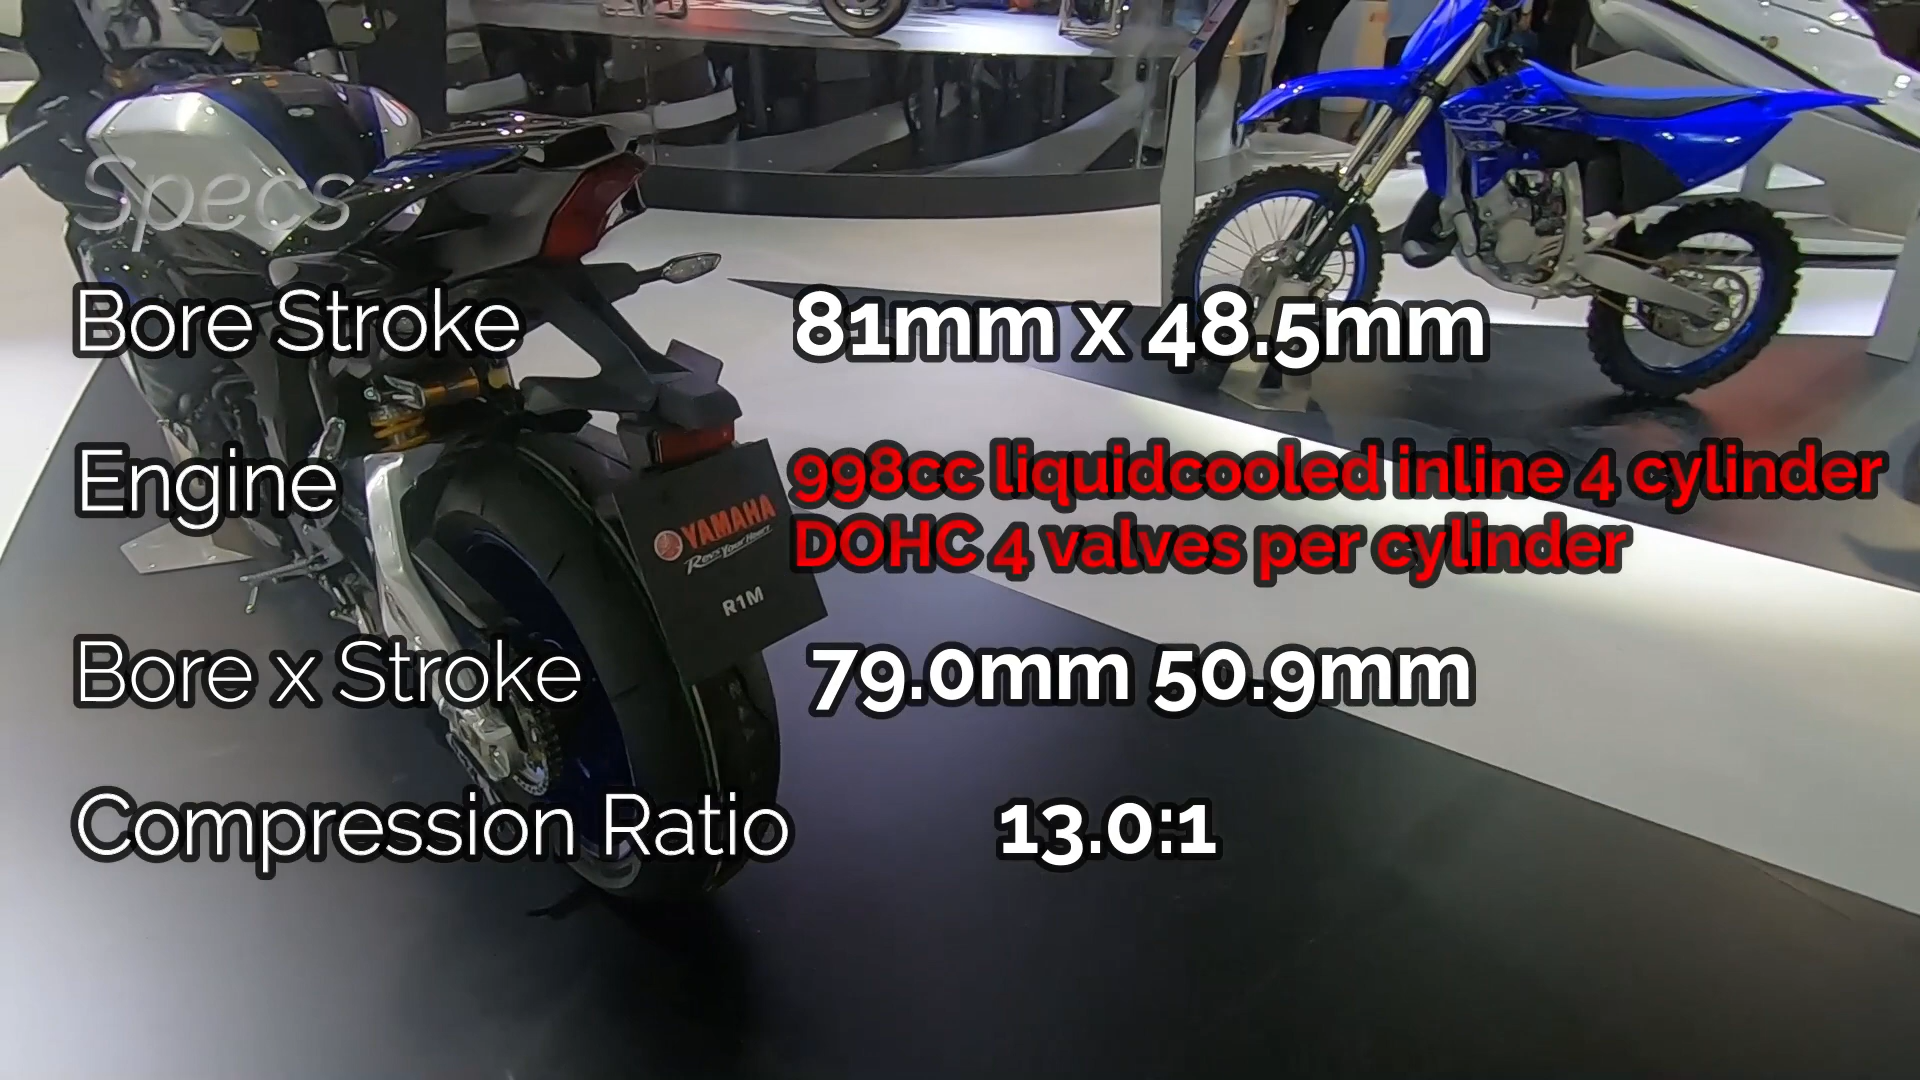 Specs
Bore Stroke 81mm x 48.5mm
Engine 998cc liquidcooled inline 4 cylinder
DOHC 4 valves per cylinder
YAMAHA
Revs Your Heart
R1M
Bore x Stroke 79.0mm 50.9mm
Compression Ratio 13.0:1